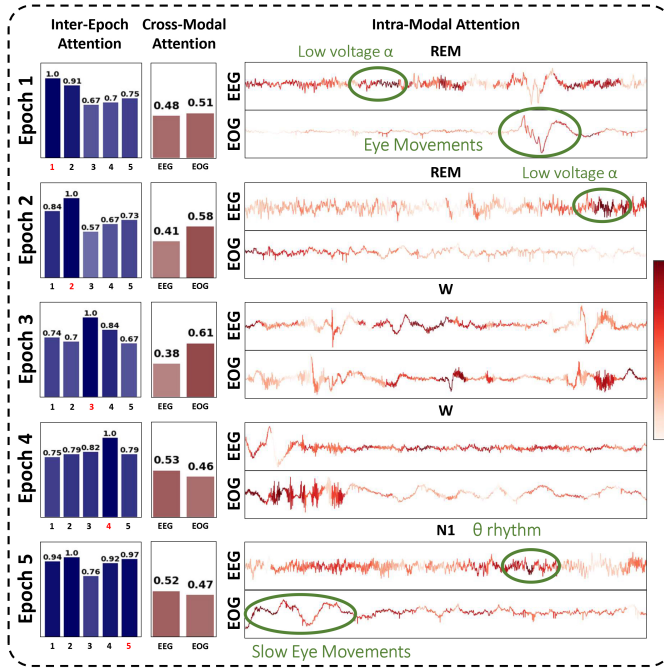 Inter-Epoch Attention
Cross-Modal Attention
Intra-Modal Attention
Epoch 1
1.0 0.91 0.67 0.7 0.75
1 2 3 4 5
0.48 0.51
EEG EOG
Low voltage α
REM
EEG
EOG
Eye Movements
Epoch 2
0.84 1.0 0.57 0.67 0.73
1 2 3 4 5
0.41 0.58
EEG EOG
REM
Low voltage α
EEG
EOG
Epoch 3
0.74 0.7 1.0 0.84 0.67
1 2 3 4 5
0.38 0.61
EEG EOG
W
EEG
EOG
Epoch 4
0.75 0.79 0.82 1.0 0.79
1 2 3 4 5
0.53 0.46
EEG EOG
W
EEG
EOG
Epoch 5
0.94 1.0 0.76 0.92 0.97
1 2 3 4 5
0.52 0.47
EEG EOG
N1
θ rhythm
EEG
EOG
Slow Eye Movements